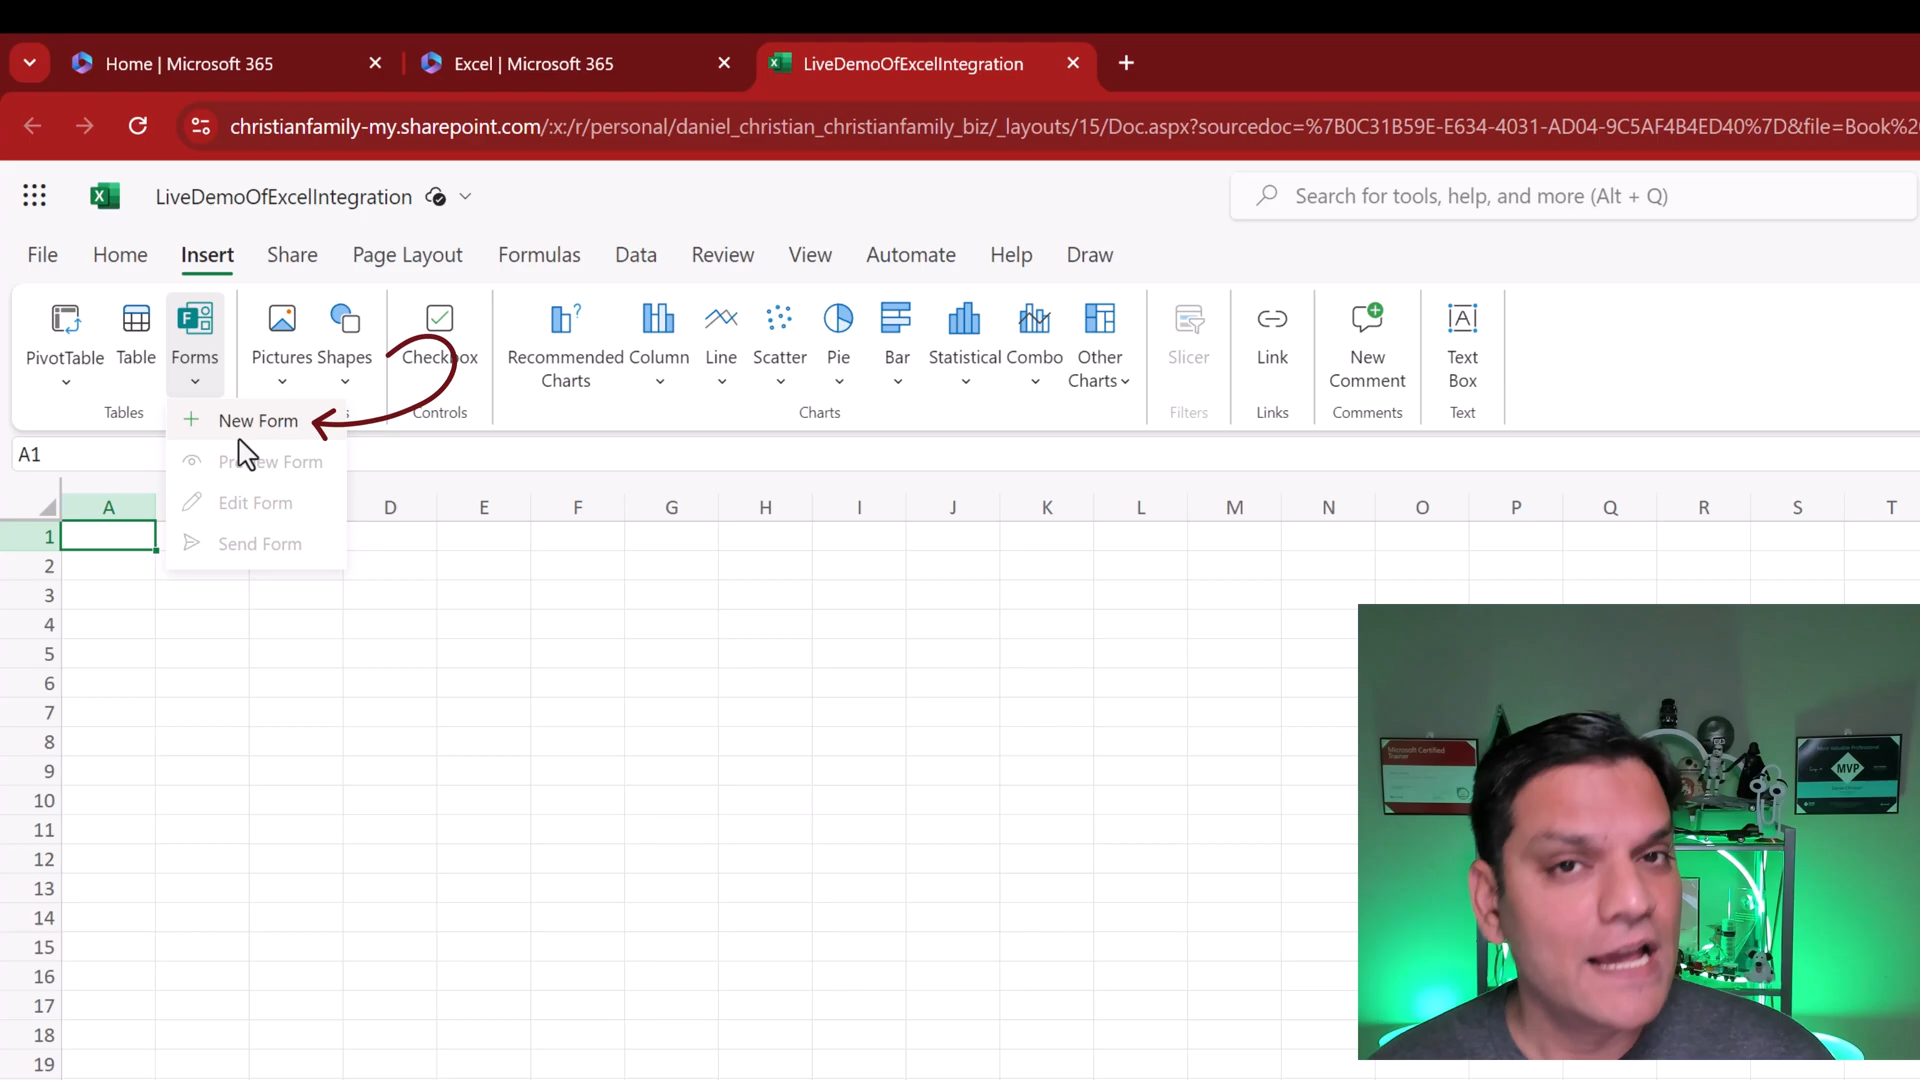 Home | Microsoft 365
Excel | Microsoft 365
LiveDemoOfExcelIntegration
christianfamily-my.sharepoint.com/:x:/r/personal/daniel_christian_christianfamily_biz/_layouts/15/Doc.aspx?sourcedoc=%7B0C31B59E-E634-4031-AD04-9C5AF4B4ED40%7D&file=Book%2
LiveDemoOfExcelIntegration
Search for tools, help, and more (Alt + Q)
File Home Insert Share Page Layout Formulas Data Review View Automate Help Draw
PivotTable Table Forms Pictures Shapes Checkbox Recommended Charts Column Line Scatter Pie Bar Statistical Combo Other Charts Slicer Link New Comment Text Box
Tables Controls Charts Filters Links Comments Text
New Form
A1
Preview Form
Edit Form
Send Form
A D E F G H I J K L M N O P Q R S T
1
2
3
4
5
6
7
8
9
10
11
12
13
14
15
16
17
18
19
Microsoft Certified
Trainer
MVP